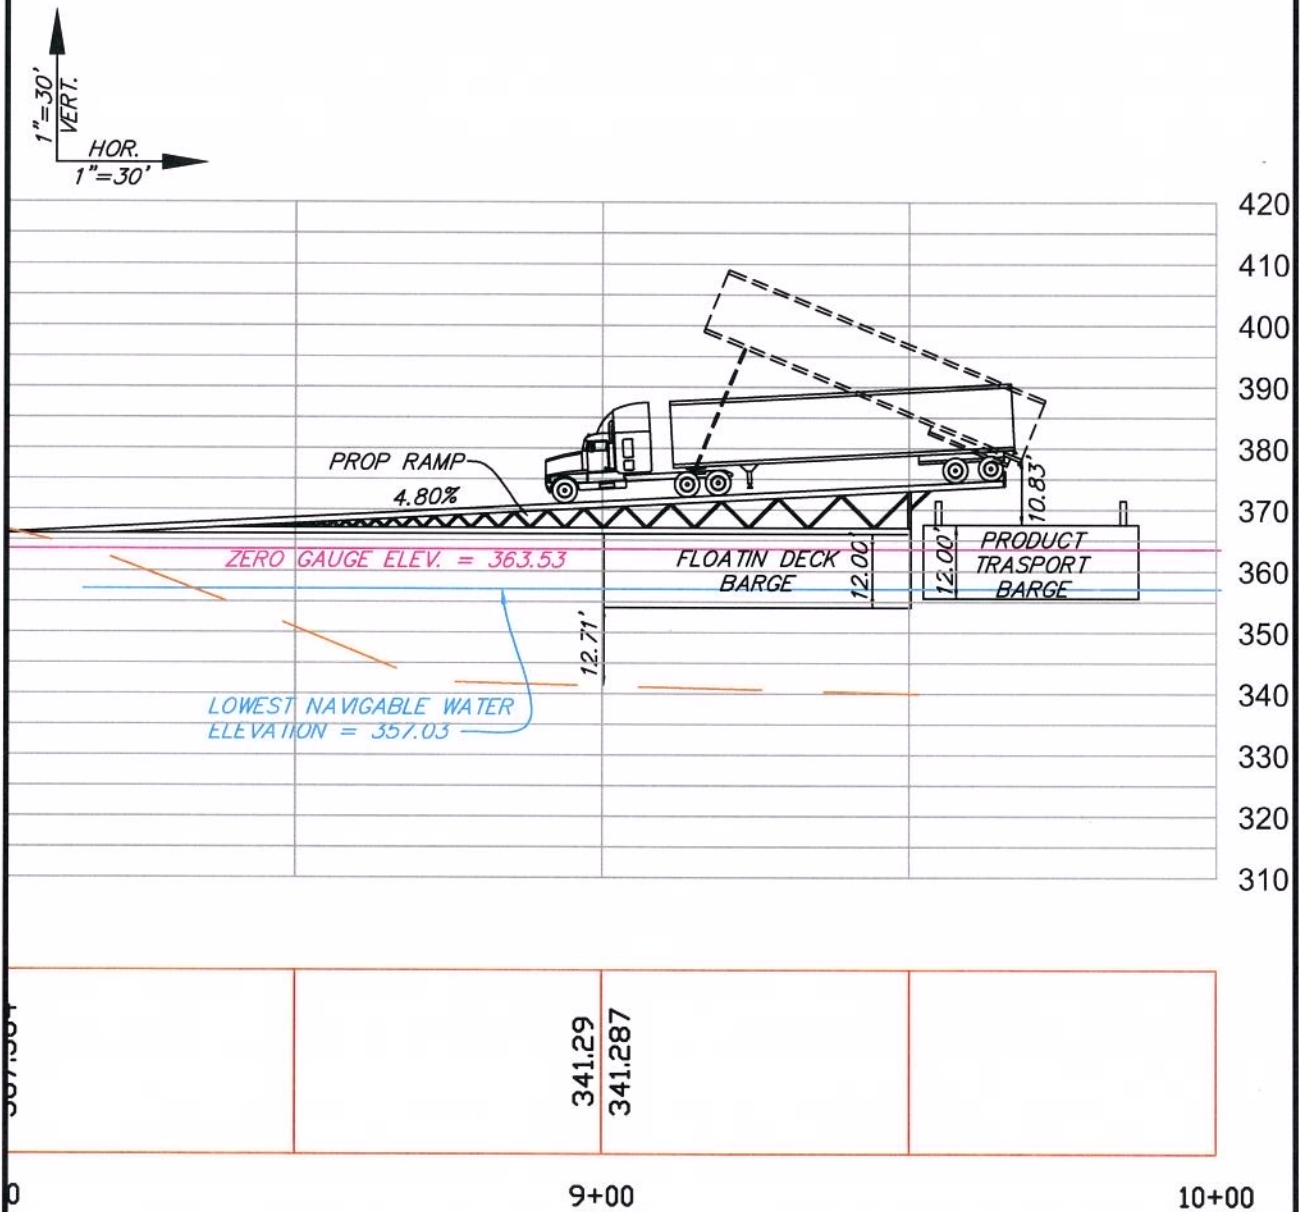 1"=30'
VERT.
HOR.
1"=30'
420
410
400
390
380
370
360
350
340
330
320
310
PROP RAMP
4.80%
10.83'
ZERO GAUGE ELEV. = 363.53
FLOATIN DECK
BARGE
12.00'
12.00'
PRODUCT
TRASPORT
BARGE
12.71'
LOWEST NAVIGABLE WATER
ELEVATION = 357.03
341.29
341.287
0
9+00
10+00